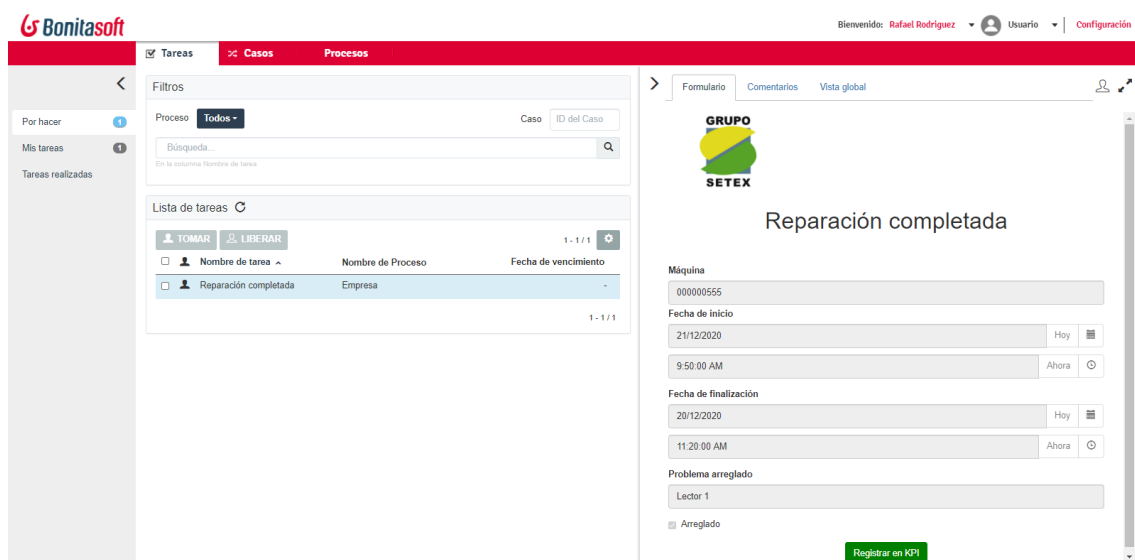 Bonitasoft
Bienvenido: Rafael Rodriguez
Usuario
Configuración
Tareas
Casos
Procesos
Por hacer 1
Mis tareas 1
Tareas realizadas
Filtros
Proceso Todos Caso ID del Caso
Búsqueda...
En la columna Nombre de tarea
Lista de tareas
TOMAR LIBERAR 1 - 1 / 1
Nombre de tarea Nombre de Proceso Fecha de vencimiento
Reparación completada Empresa -
1 - 1 / 1
Formulario Comentarios Vista global
GRUPO
SETEX
Reparación completada
Máquina
000000555
Fecha de inicio
21/12/2020 Hoy
9:50:00 AM Ahora
Fecha de finalización
20/12/2020 Hoy
11:20:00 AM Ahora
Problema arreglado
Lector 1
Arreglado
Registrar en KPI